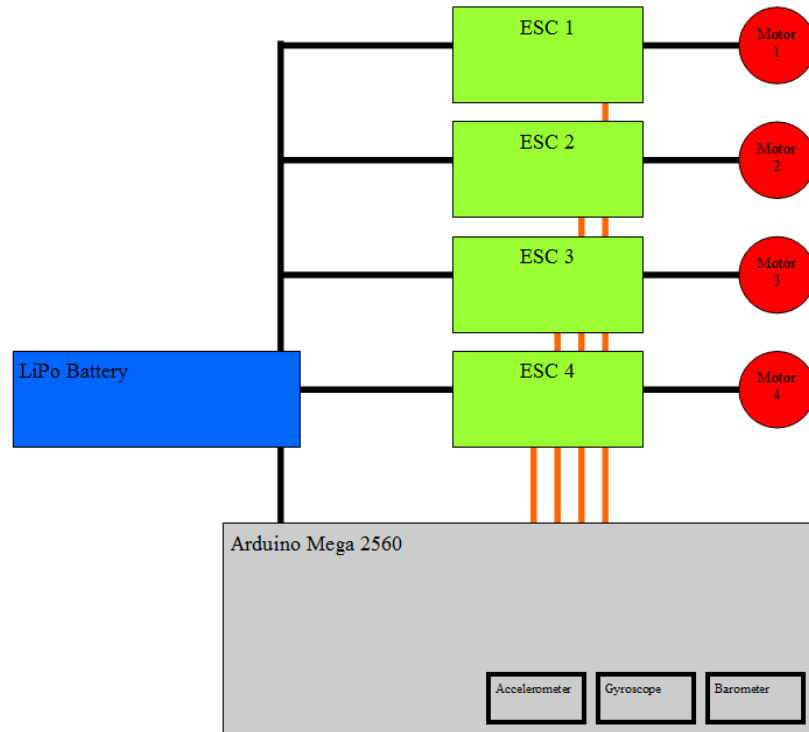 ESC 1
Motor
1
ESC 2
Motor
2
ESC 3
Motor
3
LiPo Battery
ESC 4
Motor
4
Arduino Mega 2560
Accelerometer
Gyroscope
Barometer